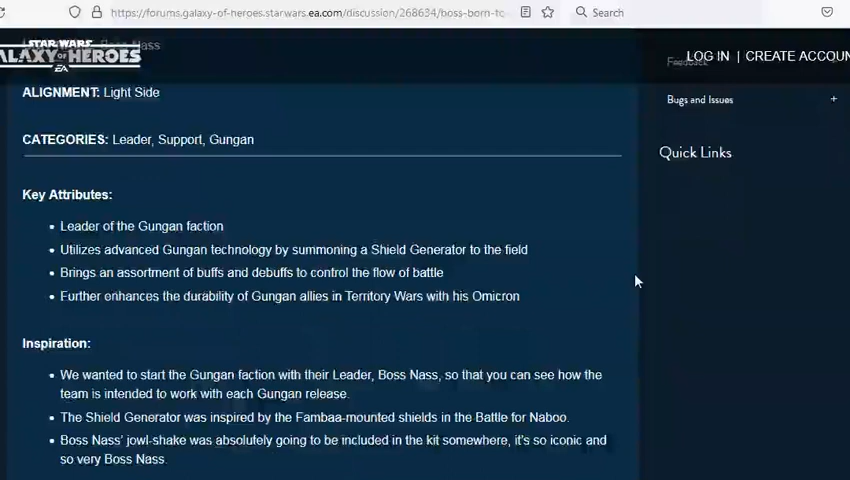 https://forums.galaxy-of-heroes.starwars.ea.com/discussion/268634/boss-born-to-
Search
STAR WARS
GALAXY OF HEROES
EA
Nass
LOG IN | CREATE ACCOUN
Feedback
ALIGNMENT: Light Side
Bugs and Issues +
CATEGORIES: Leader, Support, Gungan
Quick Links
Key Attributes:
• Leader of the Gungan faction
• Utilizes advanced Gungan technology by summoning a Shield Generator to the field
• Brings an assortment of buffs and debuffs to control the flow of battle
• Further enhances the durability of Gungan allies in Territory Wars with his Omicron
Inspiration:
• We wanted to start the Gungan faction with their Leader, Boss Nass, so that you can see how the
team is intended to work with each Gungan release.
• The Shield Generator was inspired by the Fambaa-mounted shields in the Battle for Naboo.
• Boss Nass' jowl-shake was absolutely going to be included in the kit somewhere, it's so iconic and
so very Boss Nass.